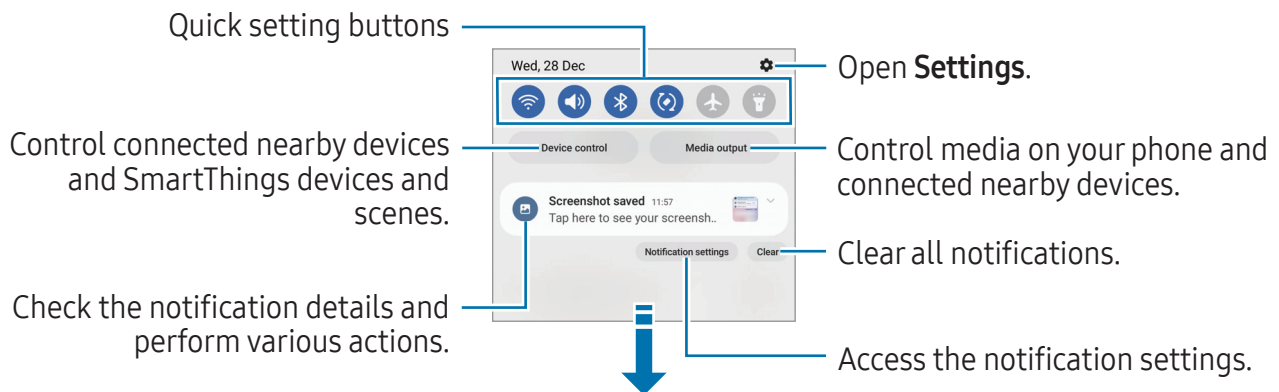 Quick setting buttons
Wed, 28 Dec
Open Settings.
Control connected nearby devices
and SmartThings devices and
scenes.
Device control
Media output
Control media on your phone and
connected nearby devices.
Screenshot saved 11:57
Tap here to see your screensh..
Notification settings
Clear
Clear all notifications.
Check the notification details and
perform various actions.
Access the notification settings.